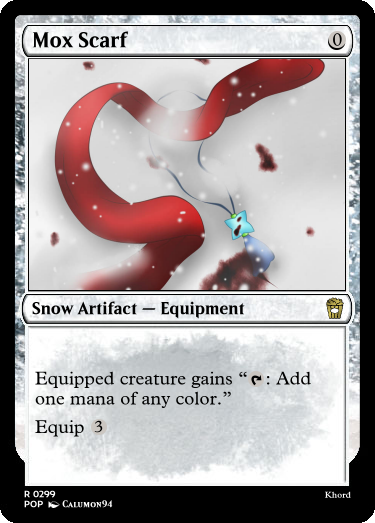 Mox Scarf 0
Snow Artifact — Equipment
Equipped creature gains “: Add
one mana of any color.”
Equip 3
R 0299
POP Calumon94
Khord